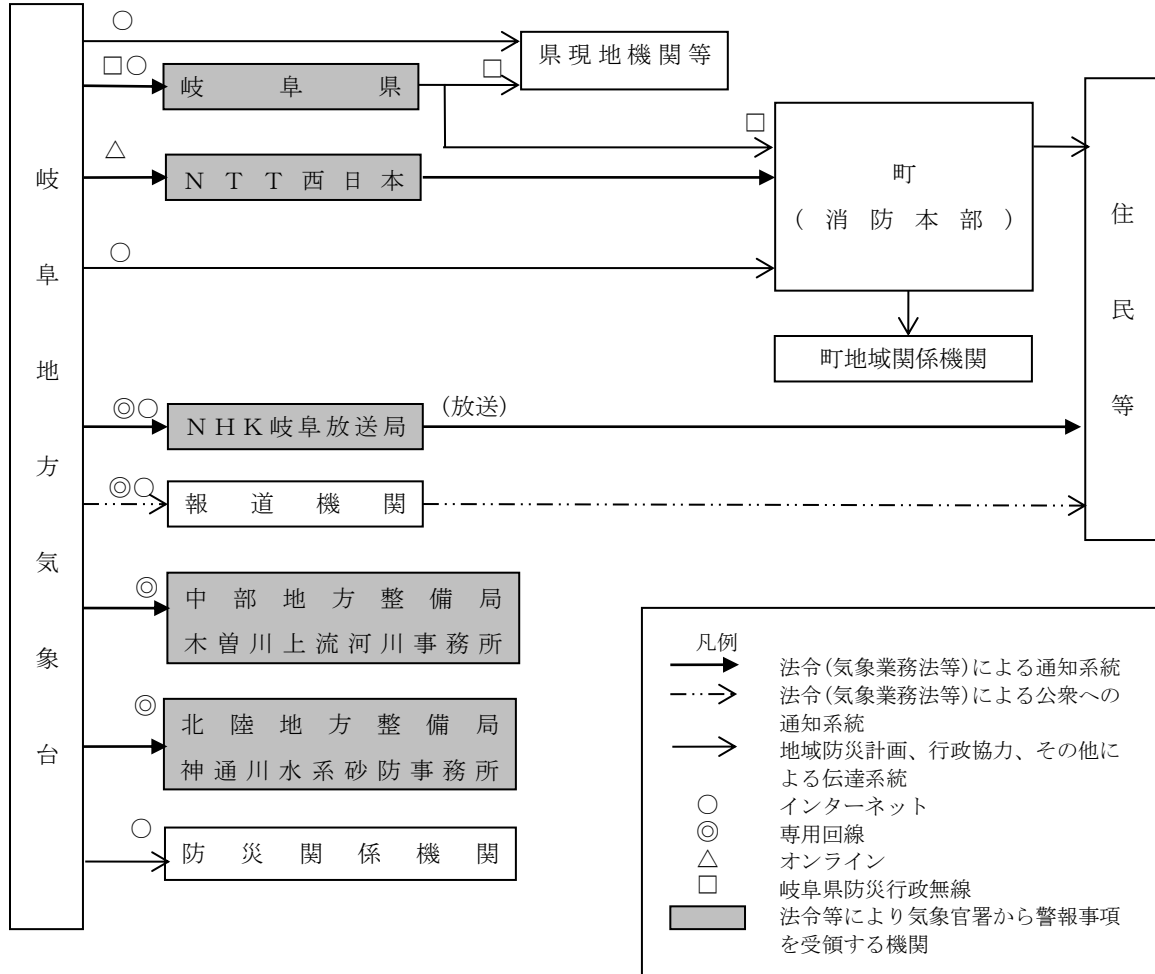 岐阜地方気象台
○
県現地機関等
□○
岐阜県
□
□
△
NTT西日本
町
(消防本部)
住民等
○
町地域関係機関
◎○
NHK岐阜放送局
(放送)
◎○
報道機関
◎
中部地方整備局
木曽川上流河川事務所
◎
北陸地方整備局
神通川水系砂防事務所
○
防災関係機関
凡例
法令(気象業務法等)による通知系統
法令(気象業務法等)による公衆への
通知系統
地域防災計画、行政協力、その他に
よる伝達系統
○ インターネット
◎ 専用回線
△ オンライン
□ 岐阜県防災行政無線
法令等により気象官署から警報事項
を受領する機関